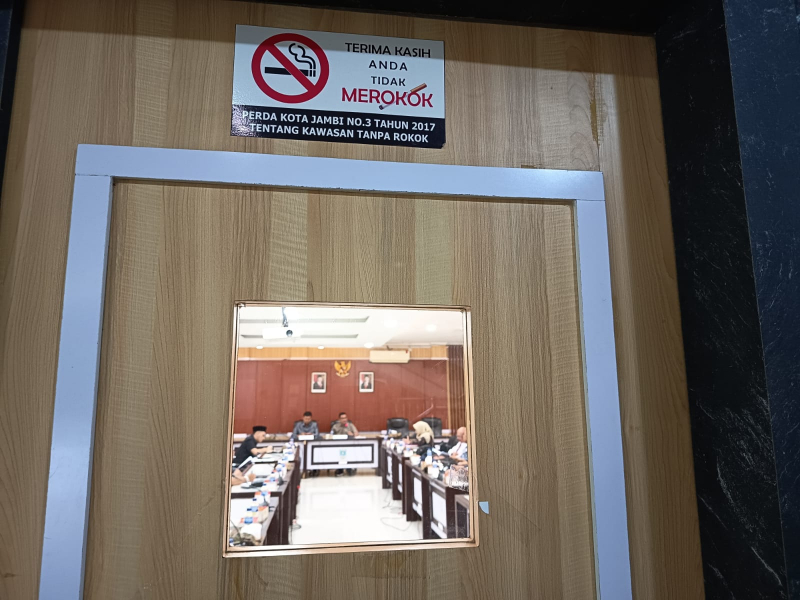 TERIMA KASIH
ANDA
TIDAK
MEROKOK
PERDA KOTA JAMBI NO.3 TAHUN 2017
TENTANG KAWASAN TANPA ROKOK